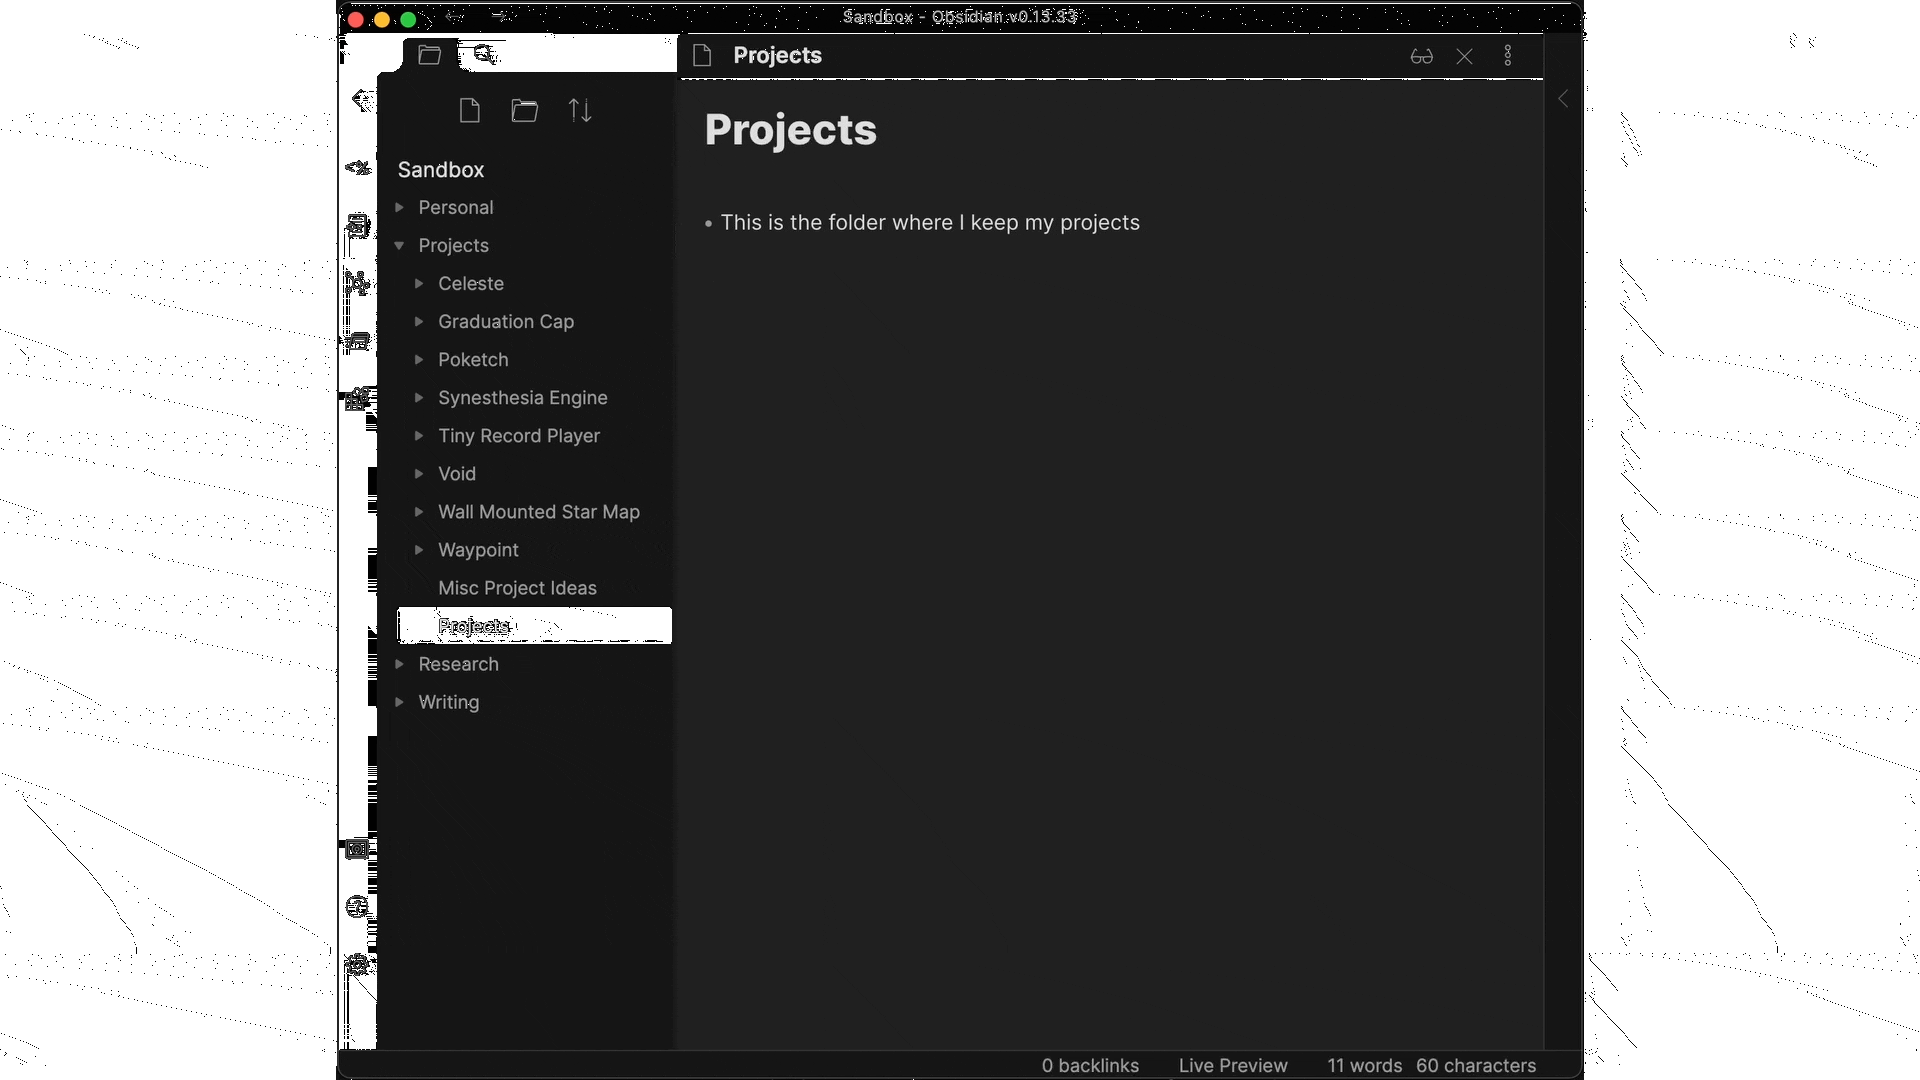 Sandbox - Obsidian v0.13.33
Projects
Sandbox
Personal
Projects
Celeste
Graduation Cap
Poketch
Synesthesia Engine
Tiny Record Player
Void
Wall Mounted Star Map
Waypoint
Misc Project Ideas
Projects
Research
Writing
Projects
This is the folder where I keep my projects
0 backlinks Live Preview 11 words 60 characters